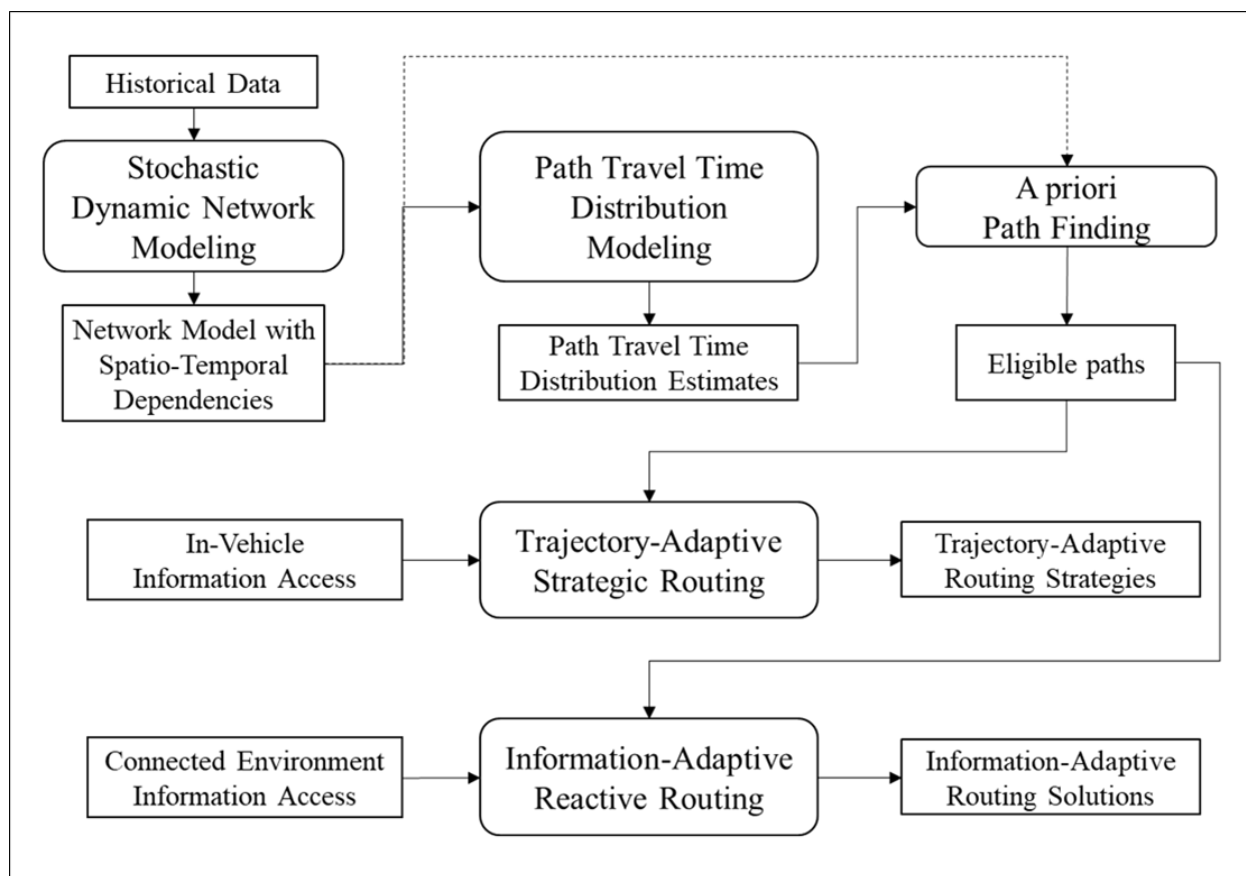 Historical Data
Stochastic
Dynamic Network
Modeling
Network Model with
Spatio-Temporal
Dependencies
Path Travel Time
Distribution
Modeling
Path Travel Time
Distribution Estimates
A priori
Path Finding
Eligible paths
In-Vehicle
Information Access
Trajectory-Adaptive
Strategic Routing
Trajectory-Adaptive
Routing Strategies
Connected Environment
Information Access
Information-Adaptive
Reactive Routing
Information-Adaptive
Routing Solutions